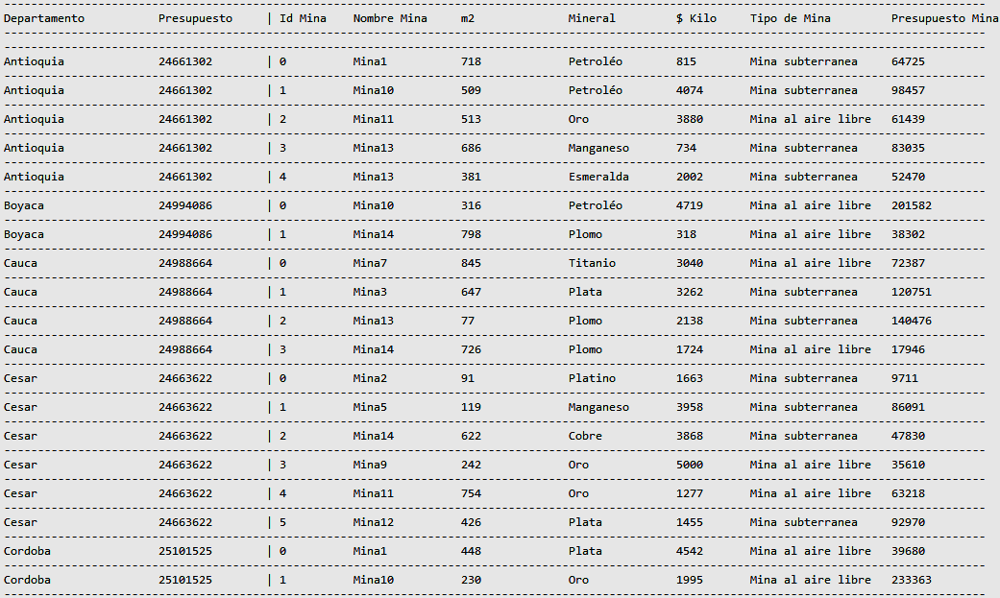 Departamento Presupuesto | Id Mina Nombre Mina m2 Mineral $ Kilo Tipo de Mina Presupuesto Mina
Antioquia 24661302 | 0 Mina1 718 Petroléo 815 Mina subterranea 64725
Antioquia 24661302 | 1 Mina10 509 Petroléo 4074 Mina subterranea 98457
Antioquia 24661302 | 2 Mina11 513 Oro 3880 Mina al aire libre 61439
Antioquia 24661302 | 3 Mina13 686 Manganeso 734 Mina subterranea 83035
Antioquia 24661302 | 4 Mina13 381 Esmeralda 2002 Mina subterranea 52470
Boyaca 24994086 | 0 Mina10 316 Petroléo 4719 Mina al aire libre 201582
Boyaca 24994086 | 1 Mina14 798 Plomo 318 Mina al aire libre 38302
Cauca 24988664 | 0 Mina7 845 Titanio 3040 Mina al aire libre 72387
Cauca 24988664 | 1 Mina3 647 Plata 3262 Mina subterranea 120751
Cauca 24988664 | 2 Mina13 77 Plomo 2138 Mina subterranea 140476
Cauca 24988664 | 3 Mina14 726 Plomo 1724 Mina al aire libre 17946
Cesar 24663622 | 0 Mina2 91 Platino 1663 Mina subterranea 9711
Cesar 24663622 | 1 Mina5 119 Manganeso 3958 Mina subterranea 86091
Cesar 24663622 | 2 Mina14 622 Cobre 3868 Mina subterranea 47830
Cesar 24663622 | 3 Mina9 242 Oro 5000 Mina al aire libre 35610
Cesar 24663622 | 4 Mina11 754 Oro 1277 Mina al aire libre 63218
Cesar 24663622 | 5 Mina12 426 Plata 1455 Mina subterranea 92970
Cordoba 25101525 | 0 Mina1 448 Plata 4542 Mina al aire libre 39680
Cordoba 25101525 | 1 Mina10 230 Oro 1995 Mina al aire libre 233363